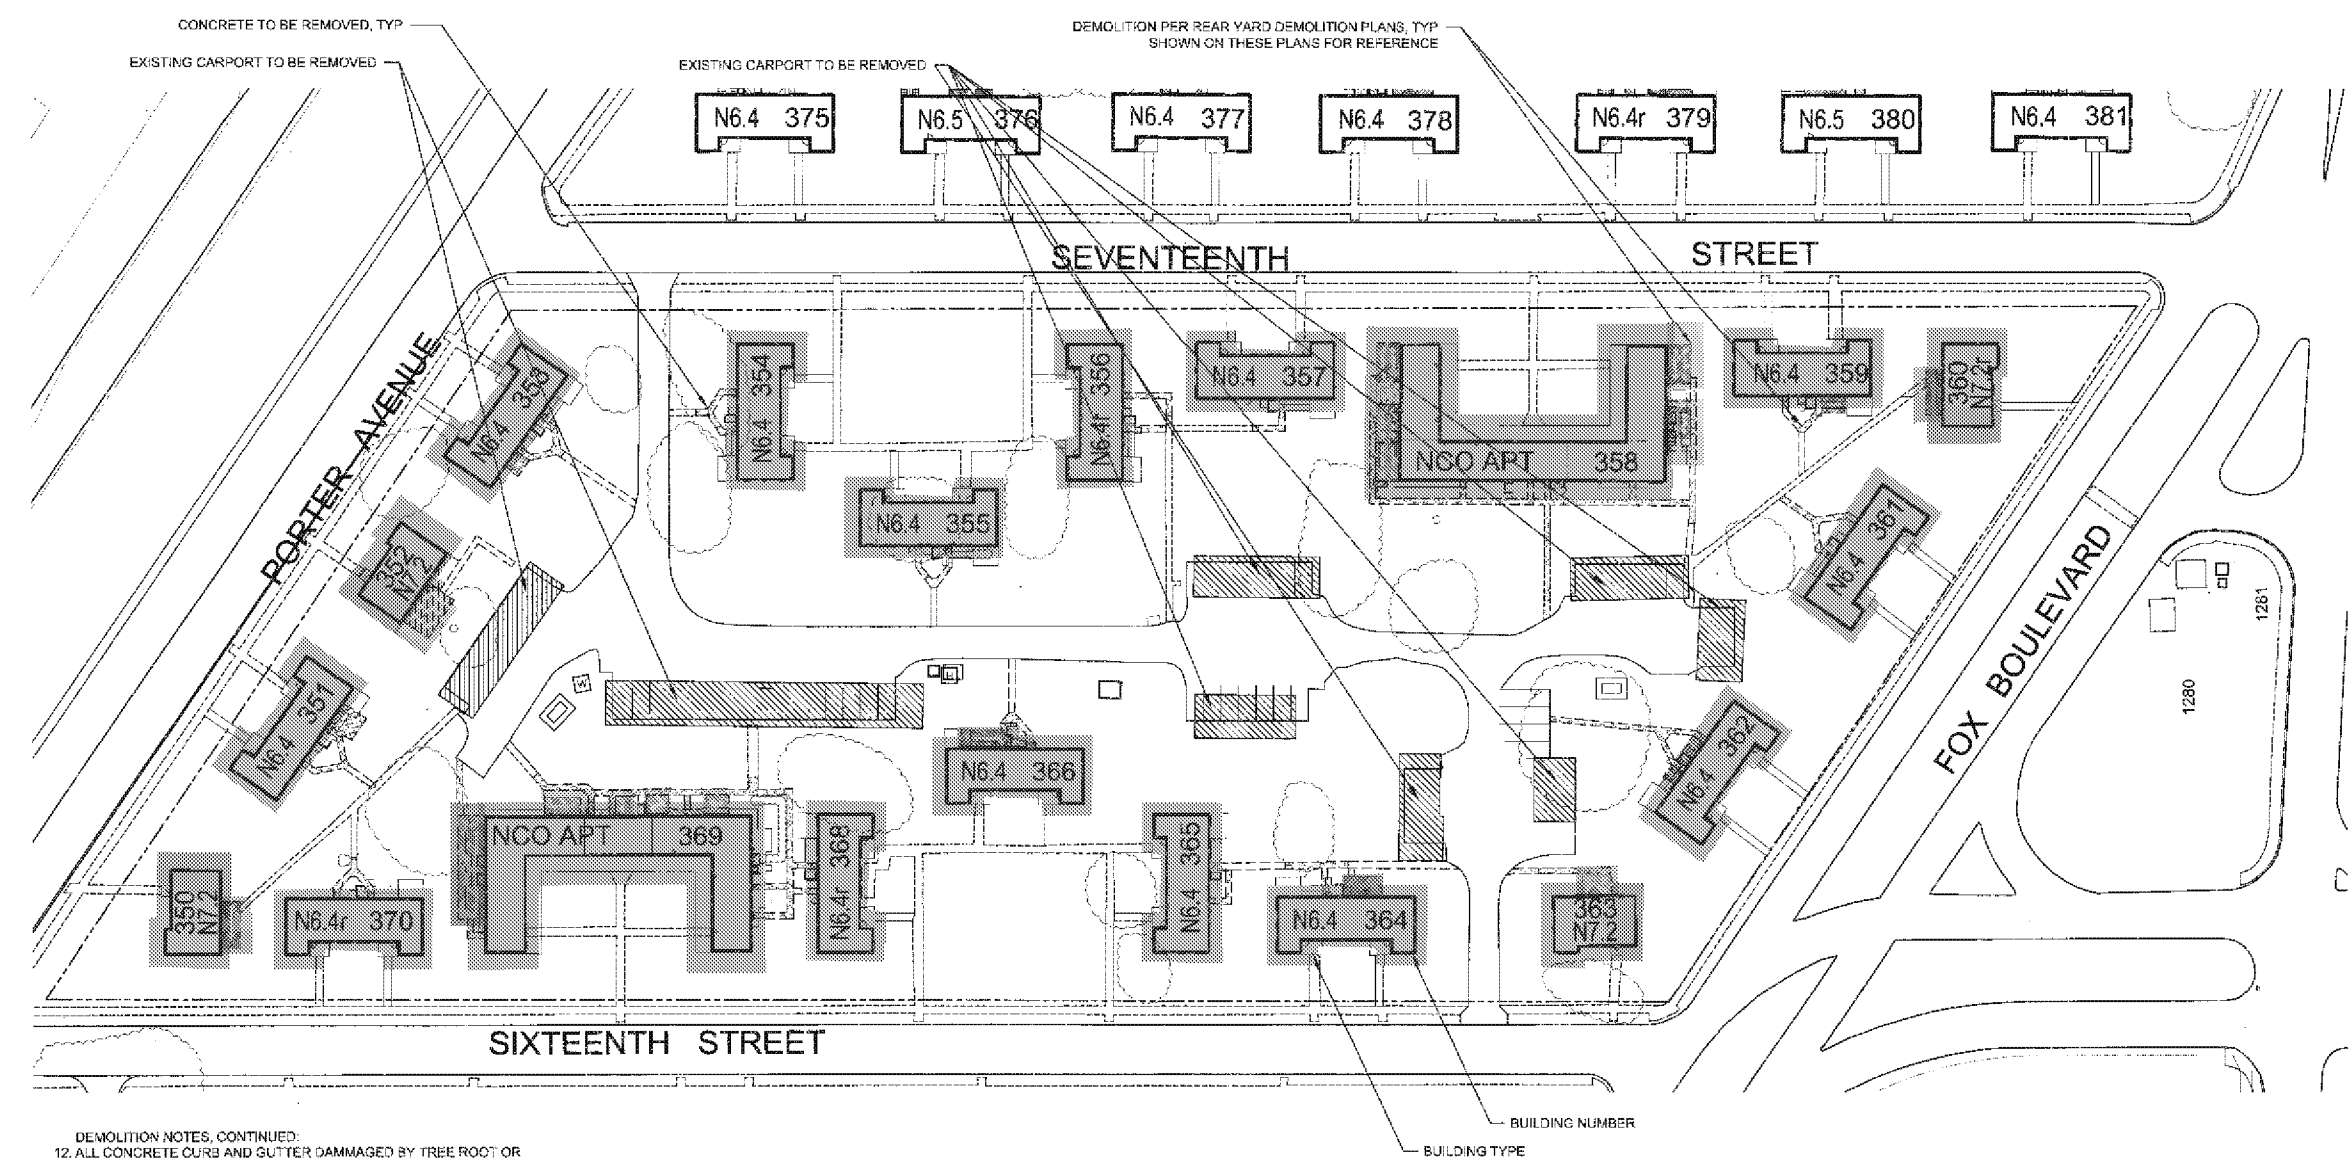 CONCRETE TO BE REMOVED, TYP
EXISTING CARPORT TO BE REMOVED
EXISTING CARPORT TO BE REMOVED
DEMOLITION PER REAR YARD DEMOLITION PLANS, TYP
SHOWN ON THESE PLANS FOR REFERENCE
N6.4 375
N6.5 376
N6.4 377
N6.4 378
N6.4r 379
N6.5 380
N6.4 381
SEVENTEENTH STREET
PORTER AVENUE
N6.4 353
N6.4 354
N6.4r 356
N6.4 357
NCO APT 358
N6.4 359
360
N7.2r
N6.4 355
352
N7.2
N6.4 361
FOX BOULEVARD
1281
1280
N6.4 351
W
N6.4 366
N6.4 362
NCO APT 369
N6.4r 368
N6.4 365
350
N7.2
N6.4r 370
N6.4 364
363
N7.2
SIXTEENTH STREET
BUILDING NUMBER
BUILDING TYPE
DEMOLITION NOTES, CONTINUED:
12. ALL CONCRETE CURB AND GUTTER DAMMAGED BY TREE ROOT OR